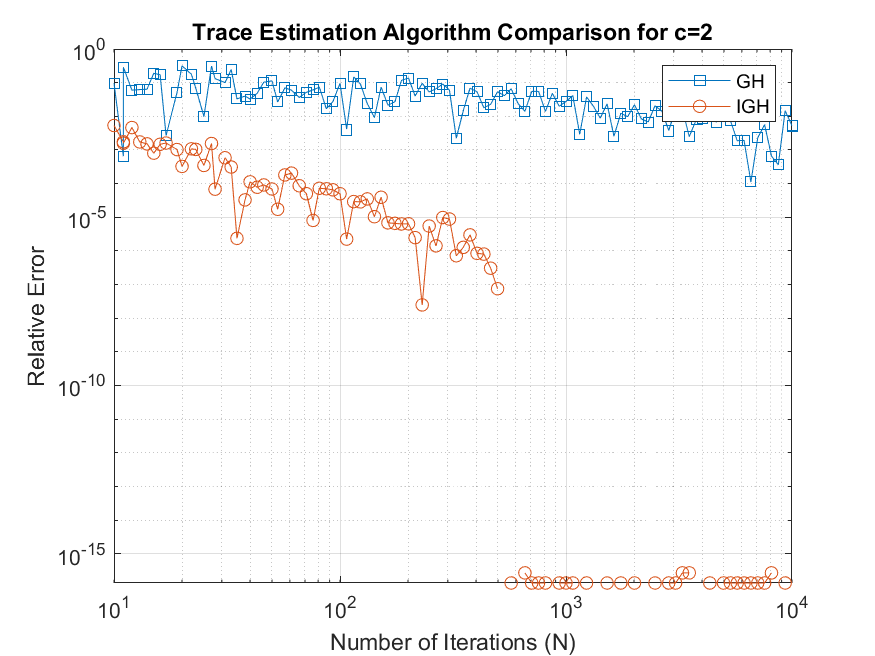 Trace Estimation Algorithm Comparison for c=2
10^0
GH
IGH
10^-5
Relative Error
10^-10
10^-15
10^1 10^2 10^3 10^4
Number of Iterations (N)